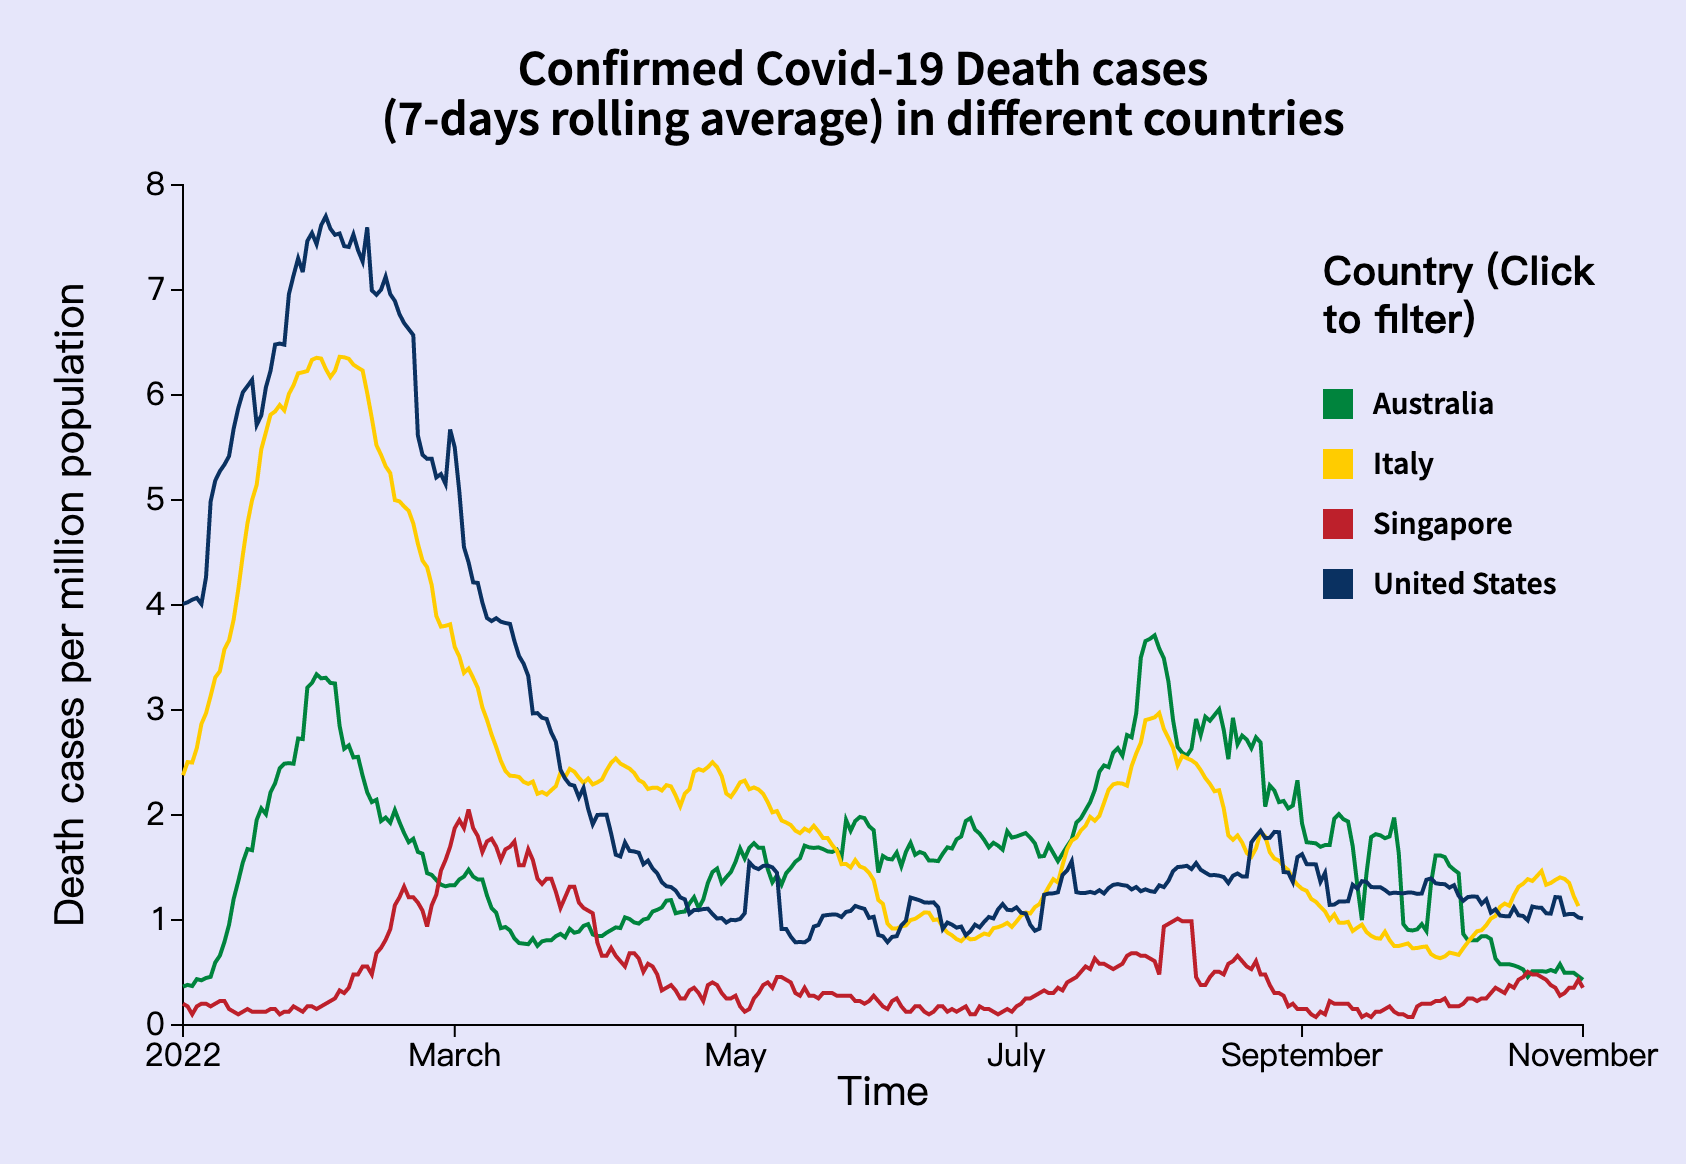 Confirmed Covid-19 Death cases
(7-days rolling average) in different countries
Death cases per million population
8
7
6
5
4
3
2
1
0
2022
March
May
July
September
November
Time
Country (Click
to filter)
Australia
Italy
Singapore
United States